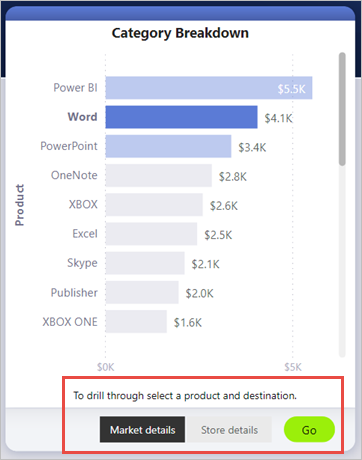 Category Breakdown
Product
Power BI $5.5K
Word $4.1K
PowerPoint $3.4K
OneNote $2.8K
XBOX $2.6K
Excel $2.5K
Skype $2.1K
Publisher $2.0K
XBOX ONE $1.6K
$0K $5K
To drill through select a product and destination.
Market details Store details Go